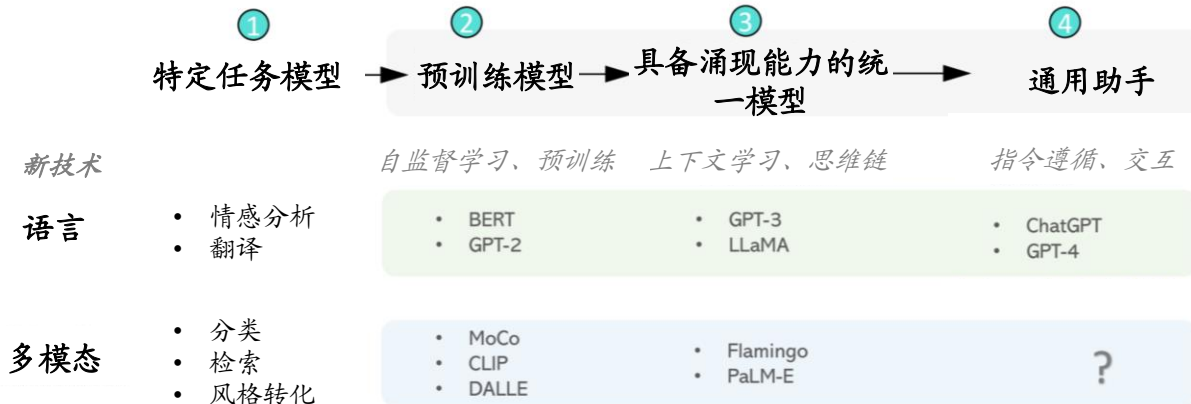 1 2 3 4
特定任务模型 预训练模型 具备涌现能力的统一模型 通用助手
新技术 自监督学习、预训练 上下文学习、思维链 指令遵循、交互
语言
• 情感分析
• 翻译
• BERT
• GPT-2
• GPT-3
• LLaMA
• ChatGPT
• GPT-4
多模态
• 分类
• 检索
• 风格转化
• MoCo
• CLIP
• DALLE
• Flamingo
• PaLM-E
?